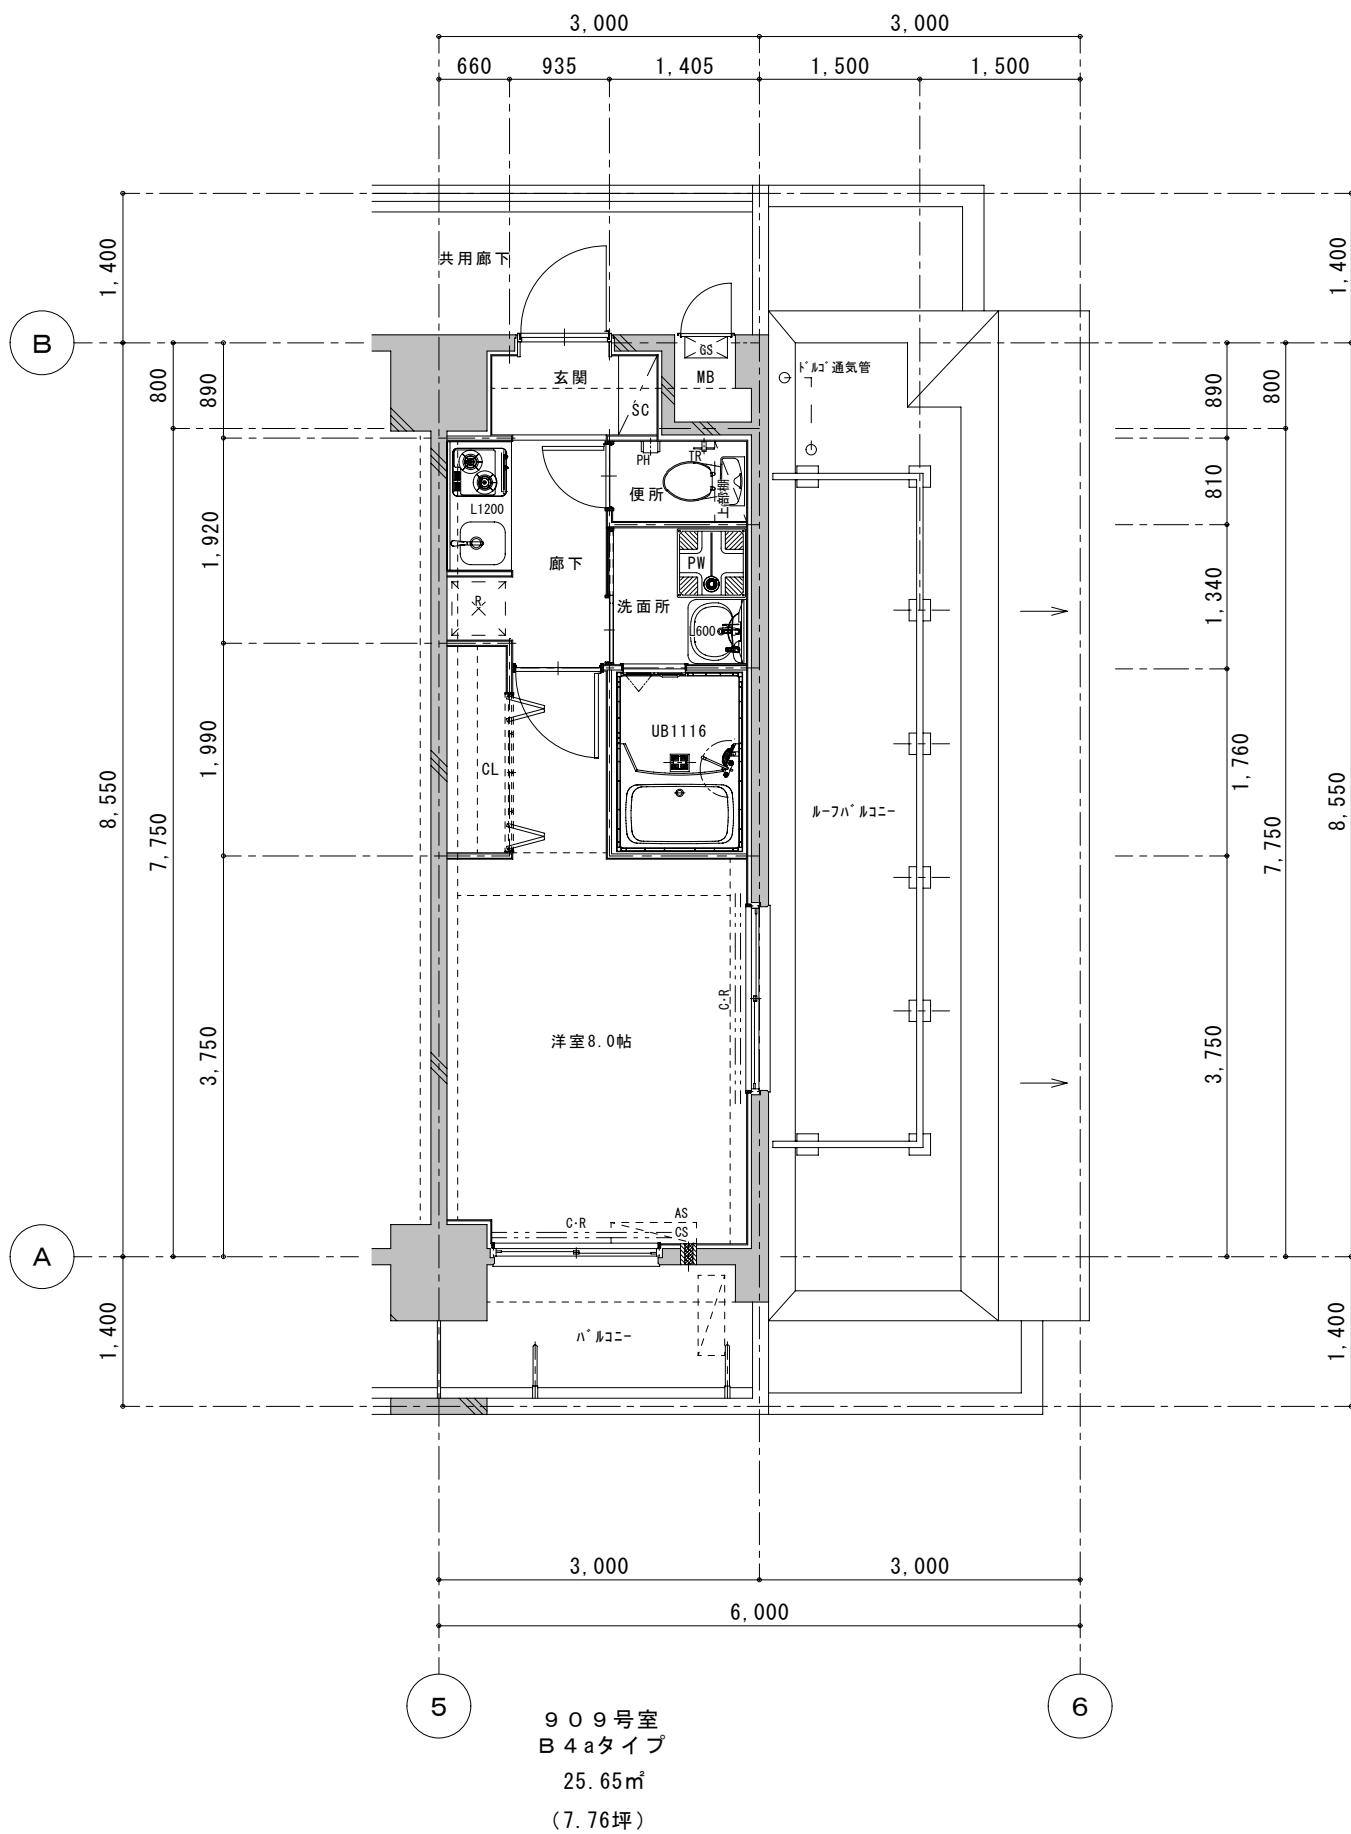 3,000
3,000
660
935
1,405
1,500
1,500
1,400
1,400
共用廊下
B
800
890
890
800
玄関
SC
GS
MB
ﾄﾞﾙｺﾞ通気管
PH
TR
便所
上部棚
810
L1200
1,920
廊下
PW
洗面所
L600
R
1,340
1,990
CL
UB1116
1,760
8,550
7,750
ルーフバルコニー
7,750
8,550
3,750
洋室8.0帖
C・R
3,750
C・R
AS
CS
A
1,400
バルコニー
1,400
3,000
3,000
6,000
5
6
909号室
B4aタイプ
25.65㎡
(7.76坪)